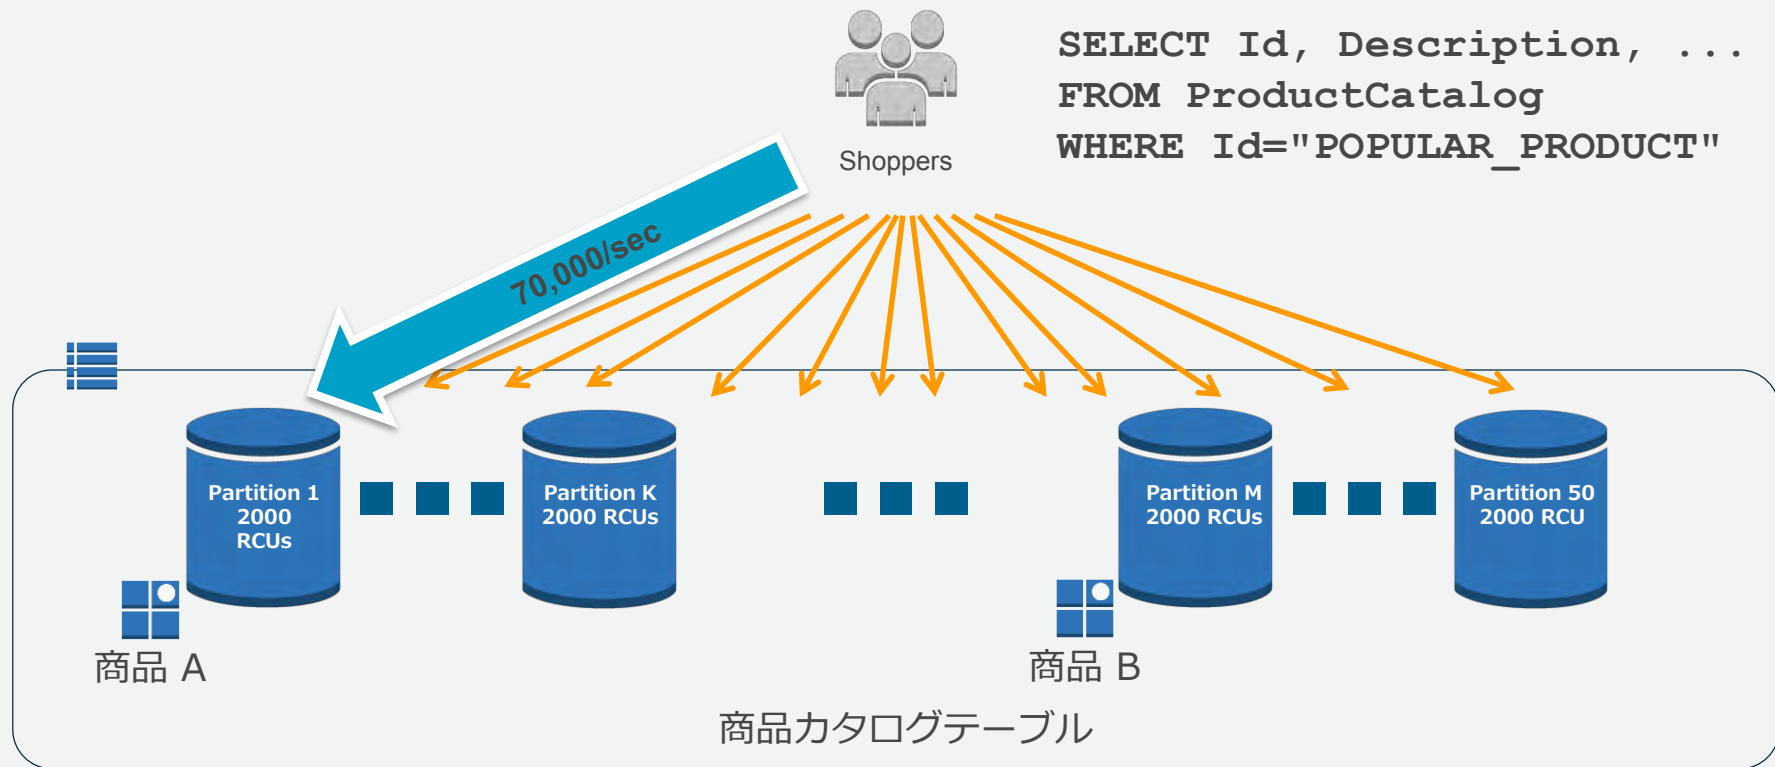 SELECT Id, Description, ...
FROM ProductCatalog
WHERE Id="POPULAR_PRODUCT"
Shoppers
70,000/sec
Partition 1
2000
RCUs
Partition K
2000 RCUs
Partition M
2000 RCUs
Partition 50
2000 RCU
商品 A
商品 B
商品カタログテーブル